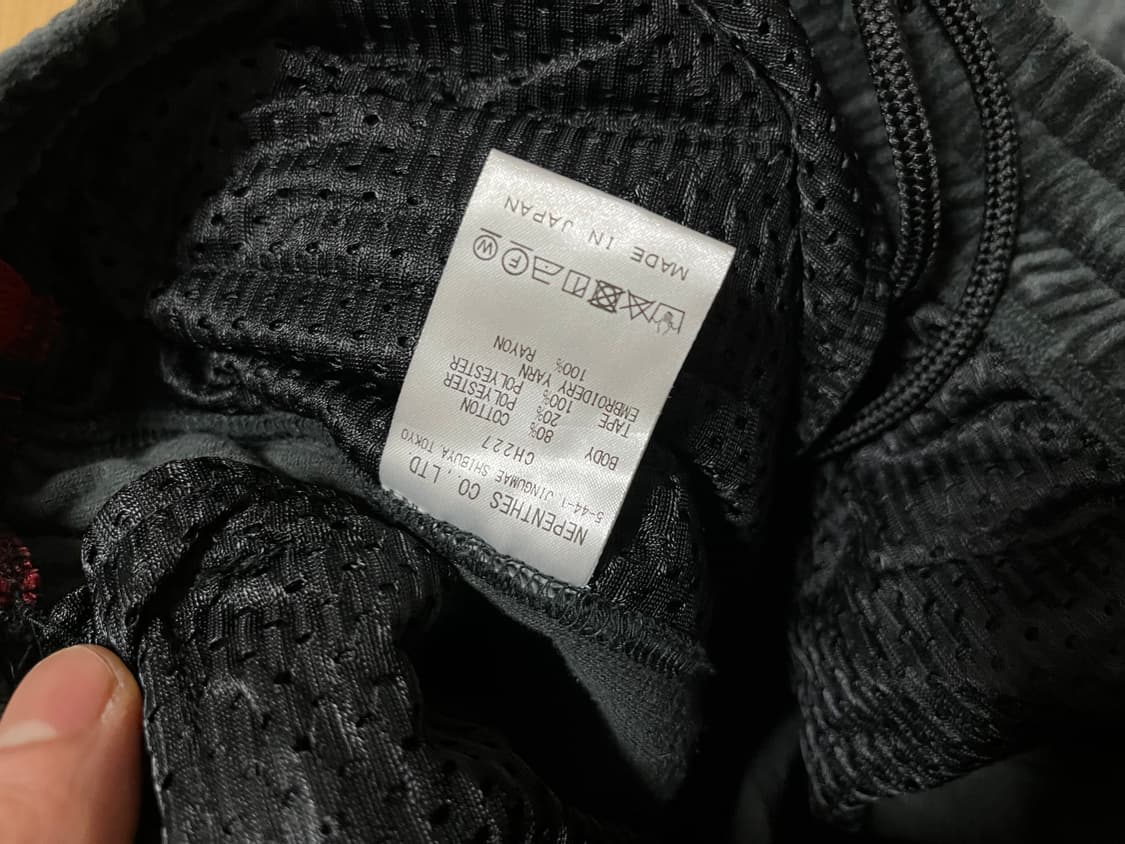 NEPENTHES CO., LTD
5-44-1, JINGUMAE SHIBUYA, TOKYO
CH227
BODY
80% COTTON
20% POLYESTER
TAPE
100% POLYESTER
EMBROIDERY YARN
100% RAYON
F W
MADE IN JAPAN